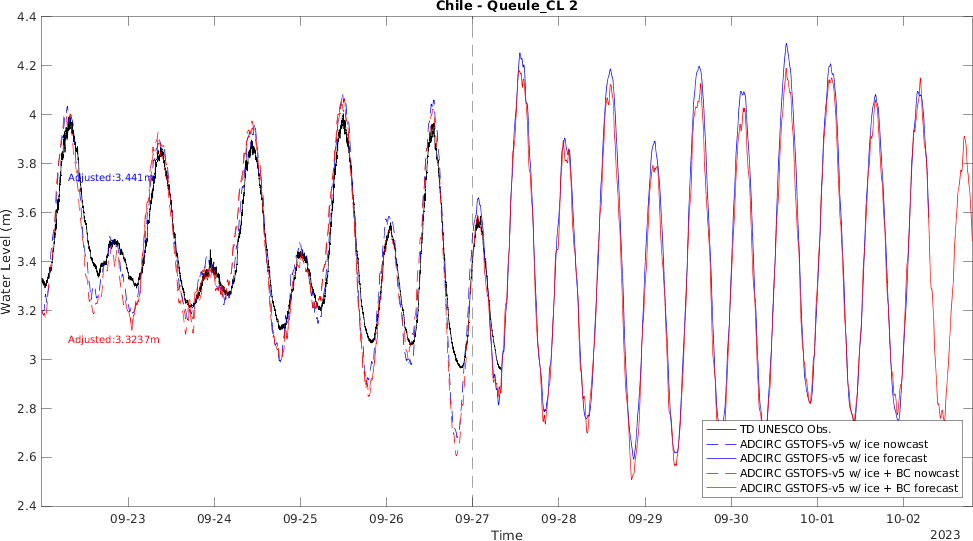 Chile - Queule_CL 2
4.4
4.2
4
3.8
3.6
3.4
3.2
3
2.8
2.6
2.4
Water Level (m)
Adjusted:3.441m
Adjusted:3.3237m
TD UNESCO Obs.
ADCIRC GSTOFS-v5 w/ ice nowcast
ADCIRC GSTOFS-v5 w/ ice forecast
ADCIRC GSTOFS-v5 w/ ice + BC nowcast
ADCIRC GSTOFS-v5 w/ ice + BC forecast
09-23 09-24 09-25 09-26 09-27 09-28 09-29 09-30 10-01 10-02
Time
2023